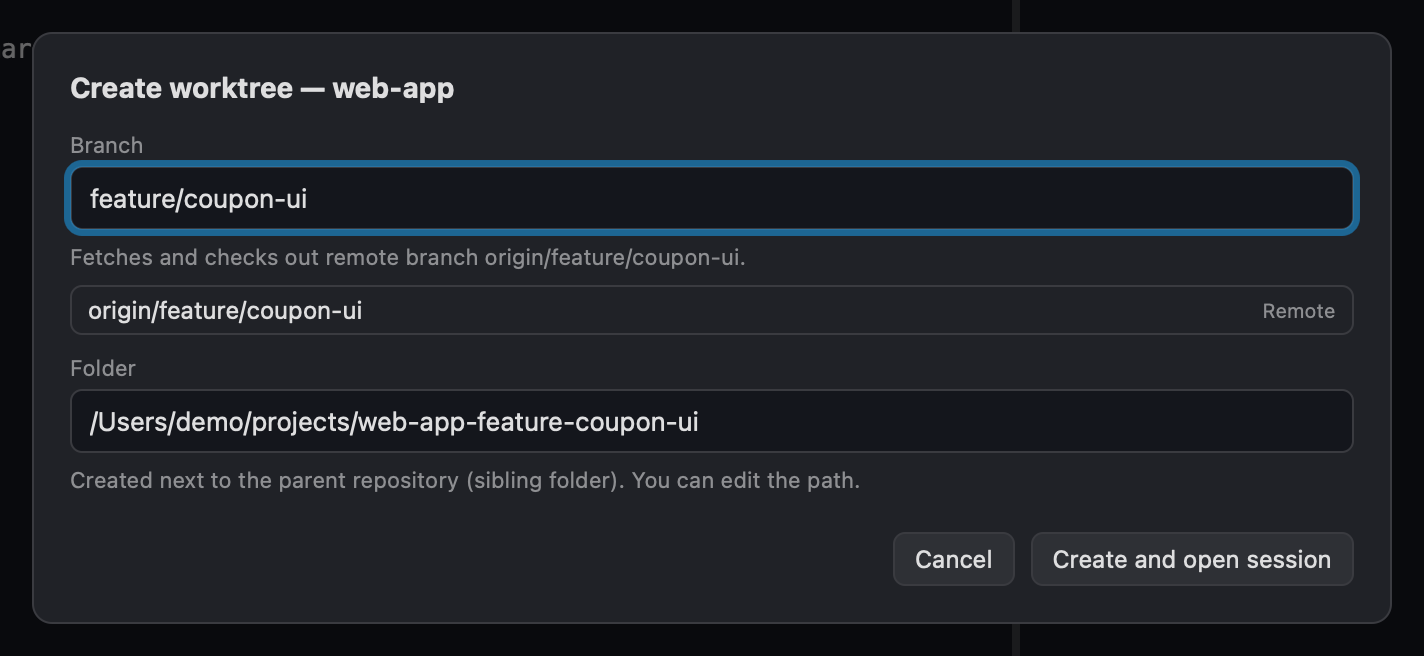 ar
Create worktree — web-app
Branch
feature/coupon-ui
Fetches and checks out remote branch origin/feature/coupon-ui.
origin/feature/coupon-ui Remote
Folder
/Users/demo/projects/web-app-feature-coupon-ui
Created next to the parent repository (sibling folder). You can edit the path.
Cancel Create and open session